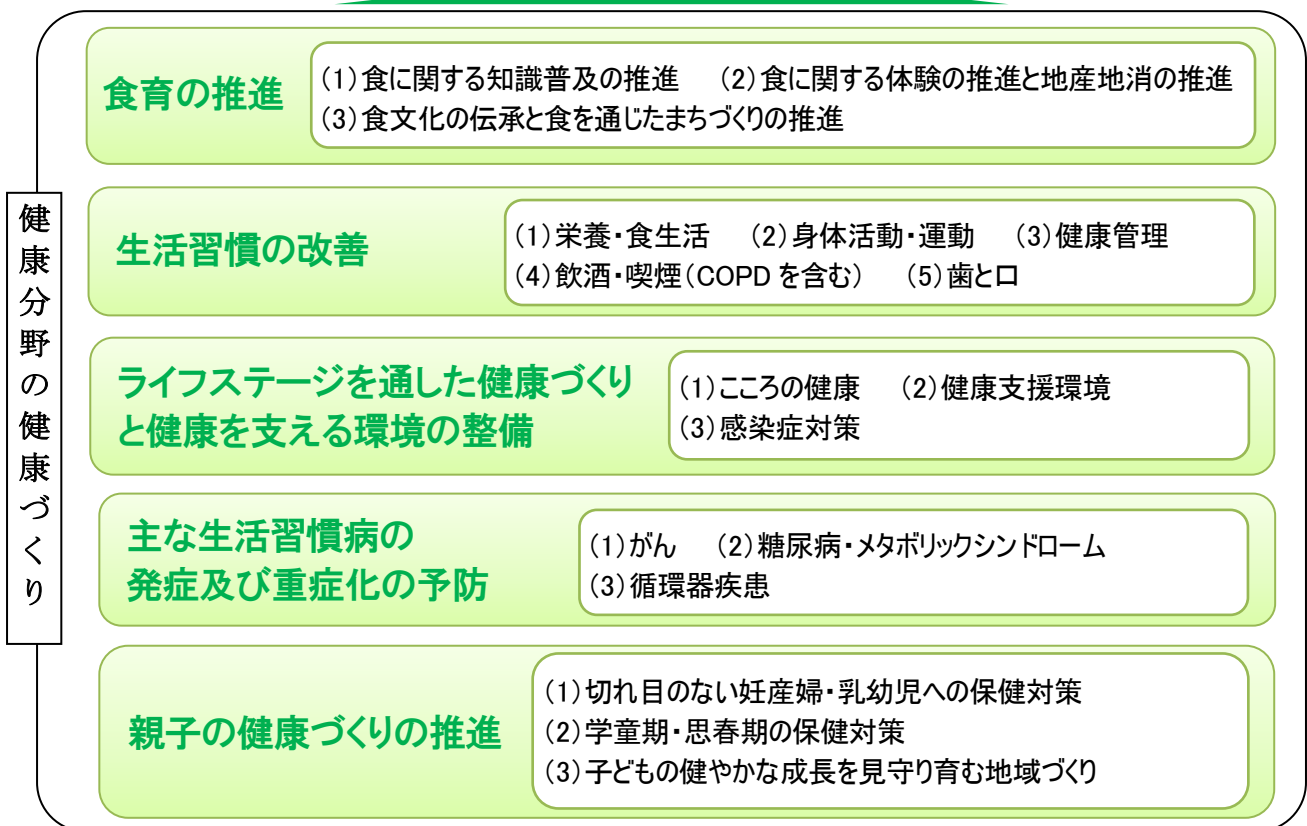 食育の推進
(1)食に関する知識普及の推進 (2)食に関する体験の推進と地産地消の推進
(3)食文化の伝承と食を通じたまちづくりの推進
健康分野の健康づくり
生活習慣の改善
(1)栄養・食生活 (2)身体活動・運動 (3)健康管理
(4)飲酒・喫煙(COPDを含む) (5)歯と口
ライフステージを通した健康づくり
と健康を支える環境の整備
(1)こころの健康 (2)健康支援環境
(3)感染症対策
主な生活習慣病の
発症及び重症化の予防
(1)がん (2)糖尿病・メタボリックシンドローム
(3)循環器疾患
親子の健康づくりの推進
(1)切れ目のない妊産婦・乳幼児への保健対策
(2)学童期・思春期の保健対策
(3)子どもの健やかな成長を見守り育む地域づくり